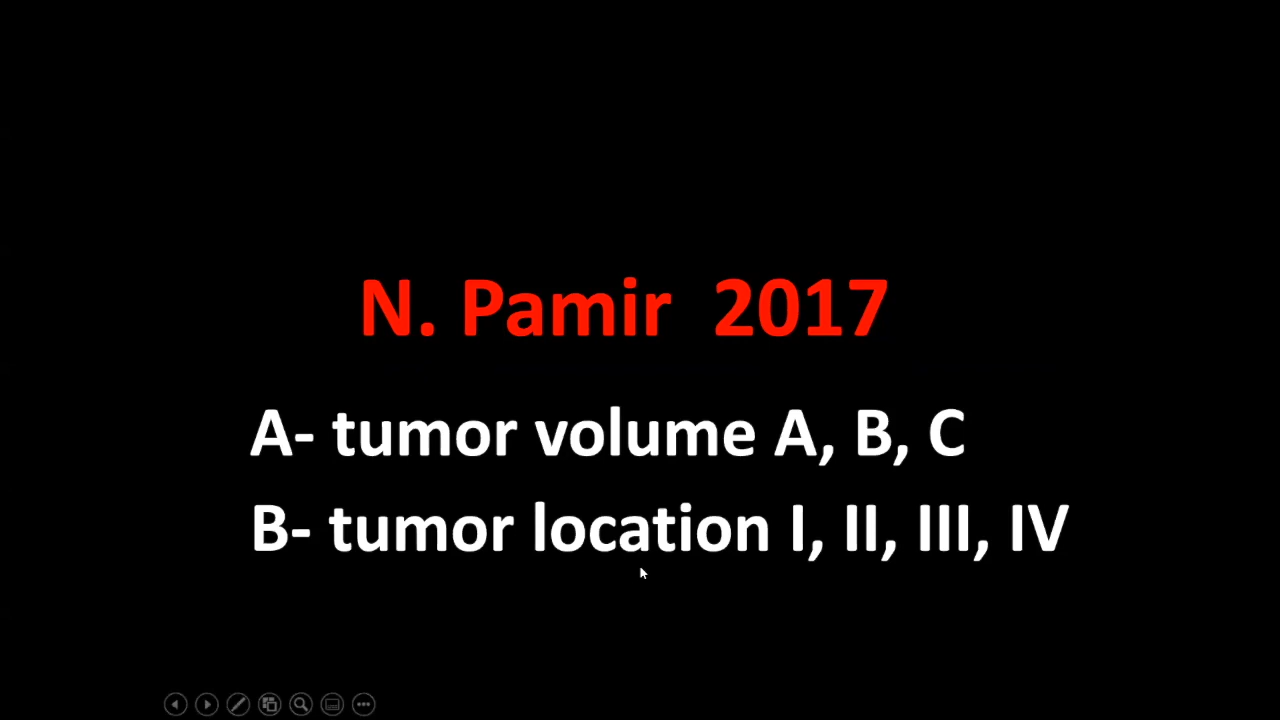 N. Pamir 2017
A- tumor volume A, B, C
B- tumor location I, II, III, IV